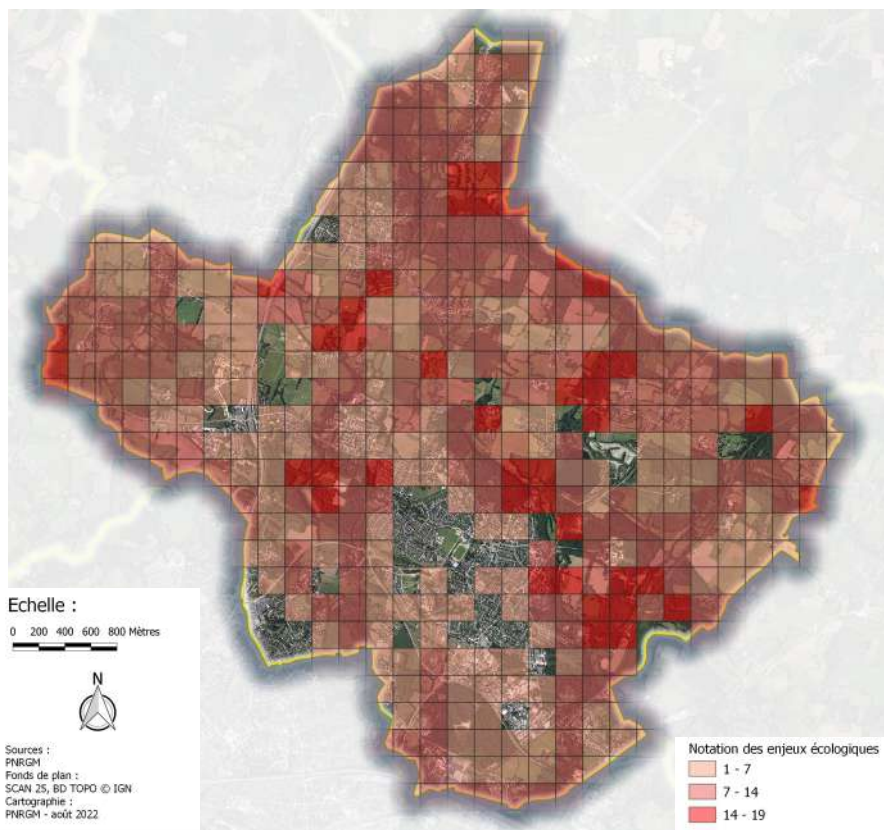 Echelle :
0 200 400 600 800 Mètres
N
Sources :
PNRGM
Fonds de plan :
SCAN 25, BD TOPO © IGN
Cartographie :
PNRGM - août 2022
Notation des enjeux écologiques
1 - 7
7 - 14
14 - 19